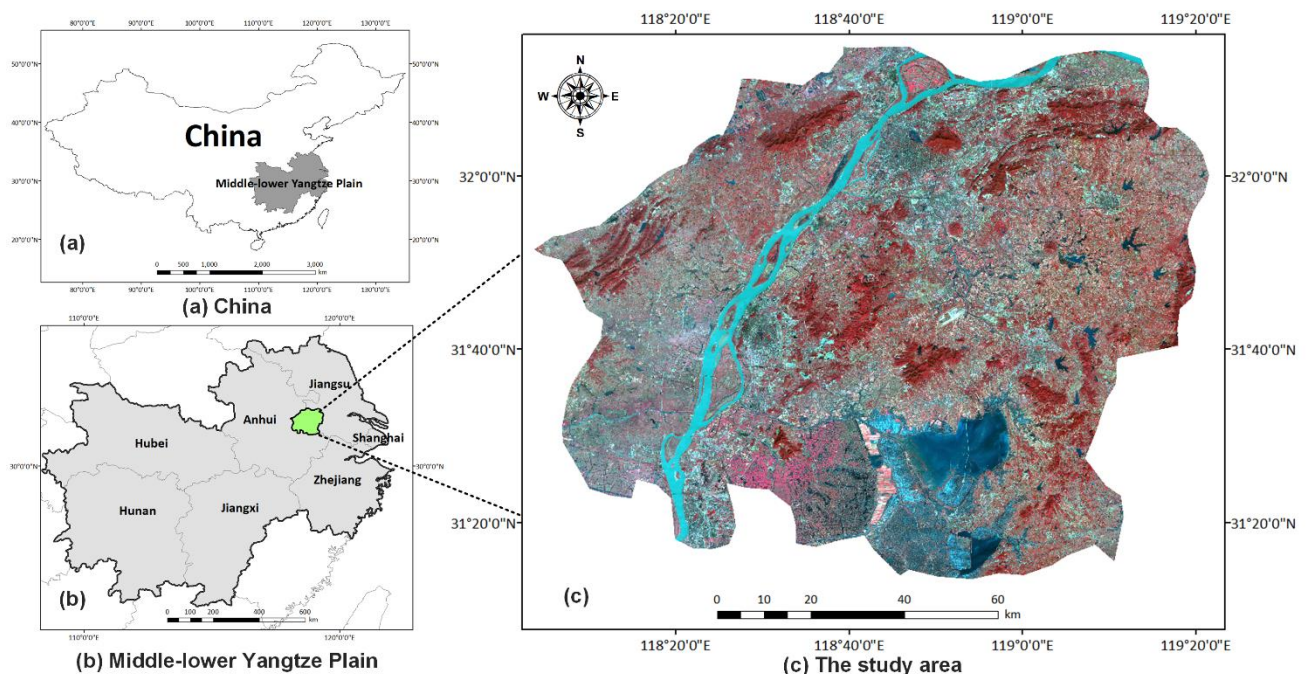 80°0'0"E 90°0'0"E 100°0'0"E 110°0'0"E 120°0'0"E 130°0'0"E
50°0'0"N 50°0'0"N
40°0'0"N 40°0'0"N
30°0'0"N 30°0'0"N
20°0'0"N 20°0'0"N
China
Middle-lower Yangtze Plain
(a)
0 500 1,000 2,000 3,000
km
80°0'0"E 90°0'0"E 100°0'0"E 110°0'0"E 120°0'0"E 130°0'0"E
(a) China
110°0'0"E 120°0'0"E
Jiangsu
Anhui
Shanghai
Hubei
30°0'0"N 30°0'0"N
Zhejiang
Hunan
Jiangxi
(b)
0 100 200 400 600
km
110°0'0"E 120°0'0"E
(b) Middle-lower Yangtze Plain
118°20'0"E 118°40'0"E 119°0'0"E 119°20'0"E
N
W E
S
32°0'0"N 32°0'0"N
31°40'0"N 31°40'0"N
31°20'0"N 31°20'0"N
(c)
0 10 20 40 60
km
118°20'0"E 118°40'0"E 119°0'0"E 119°20'0"E
(c) The study area